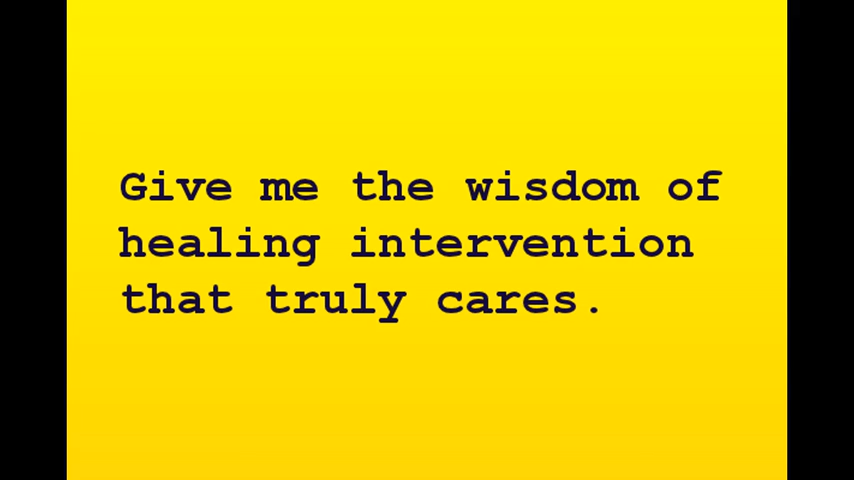 Give me the wisdom of
healing intervention
that truly cares.